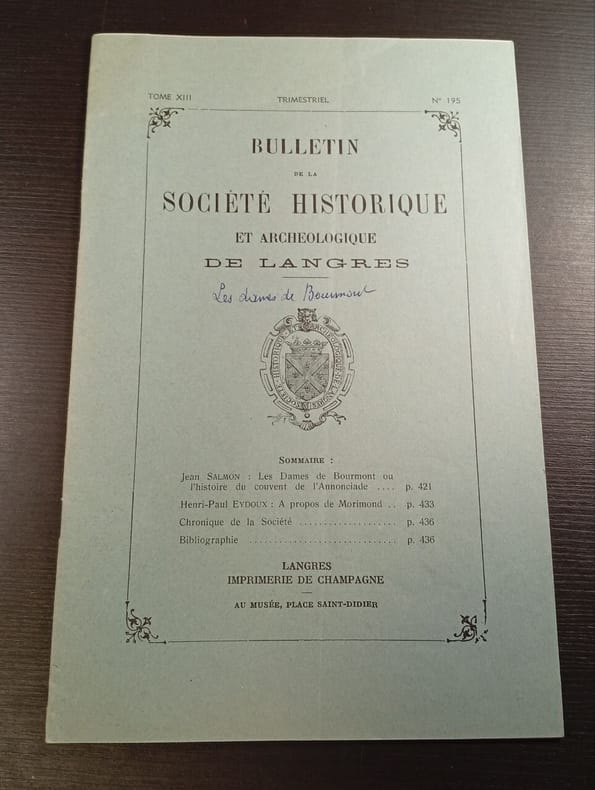 TOME XIII TRIMESTRIEL N° 195
BULLETIN
DE LA
SOCIÉTÉ HISTORIQUE
ET ARCHEOLOGIQUE
DE LANGRES
Les dames de Bourmont
SOMMAIRE :
Jean SALMON : Les Dames de Bourmont ou
l'histoire du couvent de l'Annonciade .... p. 421
Henri-Paul EYDOUX : A propos de Morimond .. p. 433
Chronique de la Société ................... p. 436
Bibliographie ............................. p. 436
LANGRES
IMPRIMERIE DE CHAMPAGNE
AU MUSÉE, PLACE SAINT-DIDIER